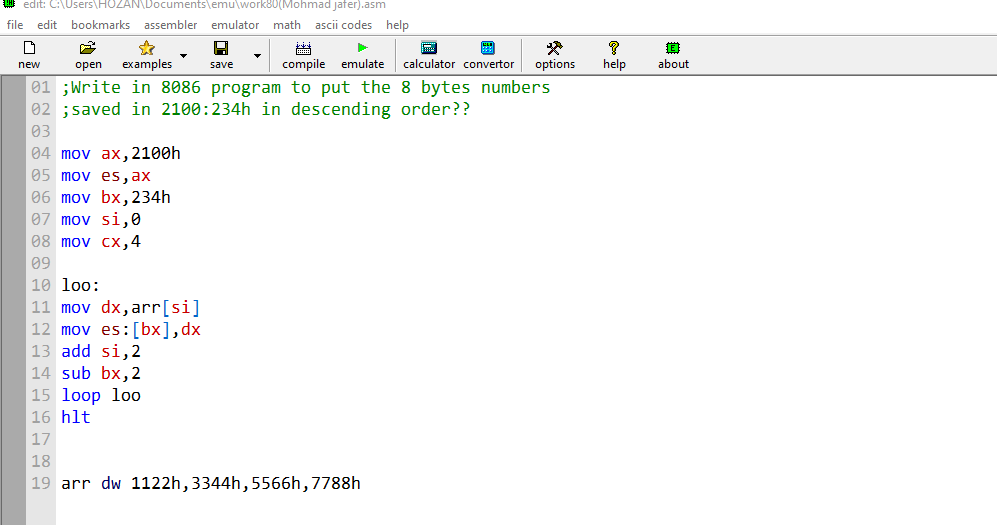 edit: C:\Users\HOZAN\Documents\emu\work80(Mohmad jafer).asm
file edit bookmarks assembler emulator math ascii codes help
new open examples save compile emulate calculator convertor options help about
01 ;Write in 8086 program to put the 8 bytes numbers
02 ;saved in 2100:234h in descending order??
03
04 mov ax,2100h
05 mov es,ax
06 mov bx,234h
07 mov si,0
08 mov cx,4
09
10 loo:
11 mov dx,arr[si]
12 mov es:[bx],dx
13 add si,2
14 sub bx,2
15 loop loo
16 hlt
17
18
19 arr dw 1122h,3344h,5566h,7788h